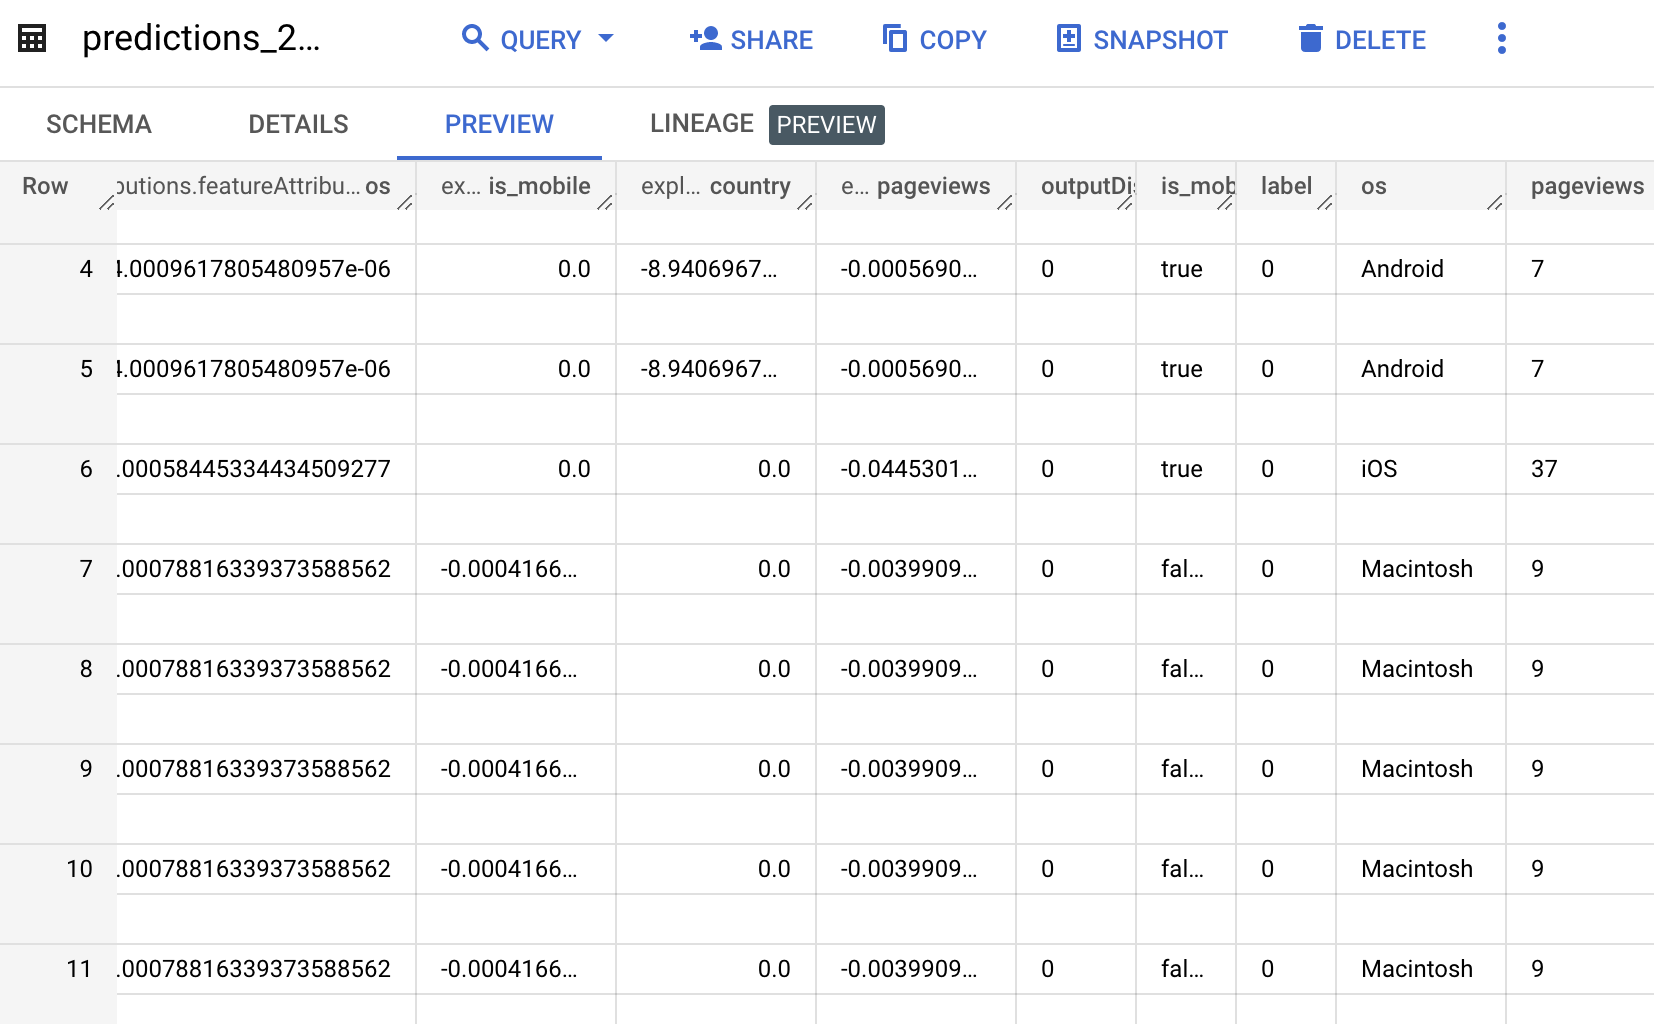 predictions_2... QUERY SHARE COPY SNAPSHOT DELETE
SCHEMA DETAILS PREVIEW LINEAGE PREVIEW
Row butions.featureAttribu... os ex... is_mobile expl... country e... pageviews outputDi is_mob label os pageviews
4 4.0009617805480957e-06 0.0 -8.9406967... -0.0005690... 0 true 0 Android 7
5 4.0009617805480957e-06 0.0 -8.9406967... -0.0005690... 0 true 0 Android 7
6 .00058445334434509277 0.0 0.0 -0.0445301... 0 true 0 iOS 37
7 .00078816339373588562 -0.0004166... 0.0 -0.0039909... 0 fal... 0 Macintosh 9
8 .00078816339373588562 -0.0004166... 0.0 -0.0039909... 0 fal... 0 Macintosh 9
9 .00078816339373588562 -0.0004166... 0.0 -0.0039909... 0 fal... 0 Macintosh 9
10 .00078816339373588562 -0.0004166... 0.0 -0.0039909... 0 fal... 0 Macintosh 9
11 .00078816339373588562 -0.0004166... 0.0 -0.0039909... 0 fal... 0 Macintosh 9